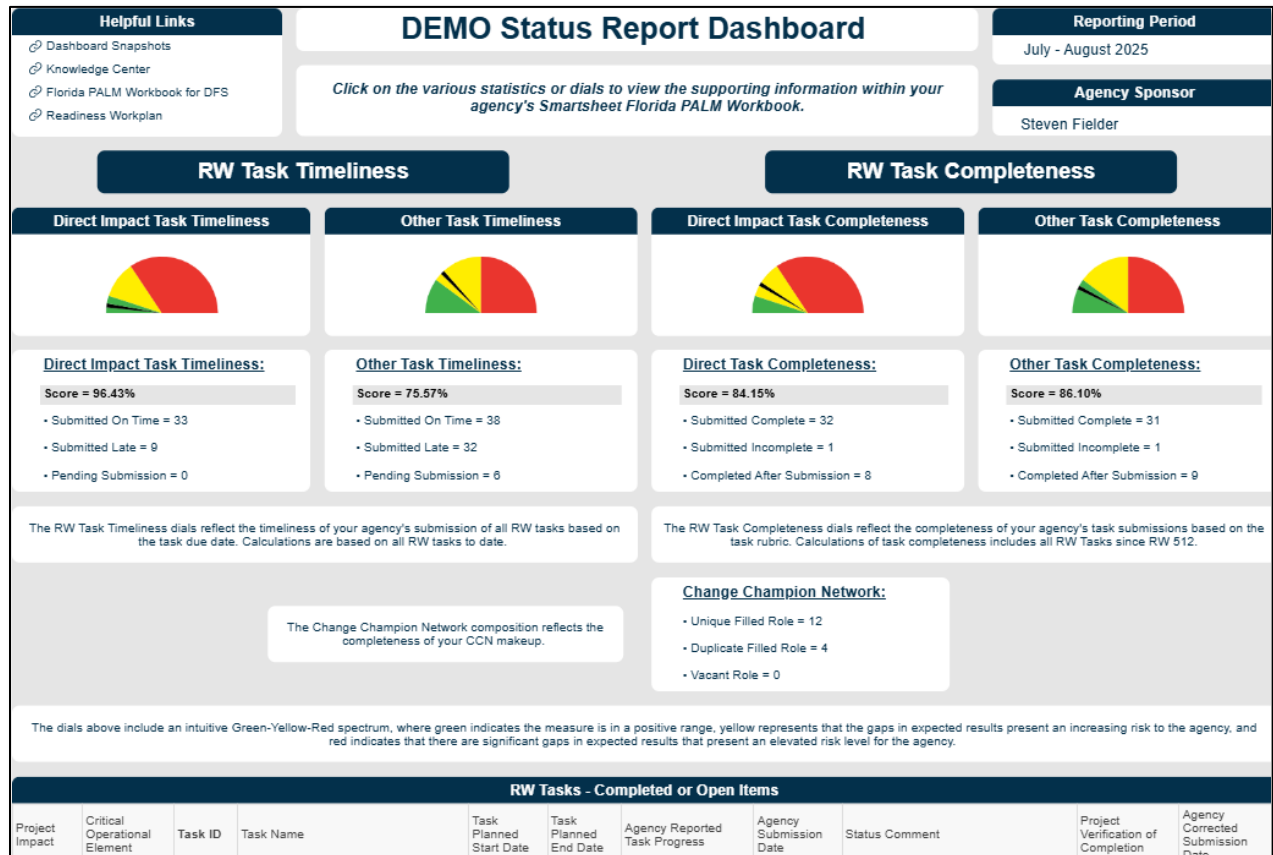 Helpful Links
Dashboard Snapshots
Knowledge Center
Florida PALM Workbook for DFS
Readiness Workplan
DEMO Status Report Dashboard
Click on the various statistics or dials to view the supporting information within your
agency's Smartsheet Florida PALM Workbook.
Reporting Period
July - August 2025
Agency Sponsor
Steven Fielder
RW Task Timeliness
RW Task Completeness
Direct Impact Task Timeliness
Other Task Timeliness
Direct Impact Task Completeness
Other Task Completeness
Direct Impact Task Timeliness:
Score = 96.43%
• Submitted On Time = 33
• Submitted Late = 9
• Pending Submission = 0
Other Task Timeliness:
Score = 75.57%
• Submitted On Time = 38
• Submitted Late = 32
• Pending Submission = 6
Direct Task Completeness:
Score = 84.15%
• Submitted Complete = 32
• Submitted Incomplete = 1
• Completed After Submission = 8
Other Task Completeness:
Score = 86.10%
• Submitted Complete = 31
• Submitted Incomplete = 1
• Completed After Submission = 9
The RW Task Timeliness dials reflect the timeliness of your agency's submission of all RW tasks based on
the task due date. Calculations are based on all RW tasks to date.
The RW Task Completeness dials reflect the completeness of your agency's task submissions based on the
task rubric. Calculations of task completeness includes all RW Tasks since RW 512.
The Change Champion Network composition reflects the
completeness of your CCN makeup.
Change Champion Network:
• Unique Filled Role = 12
• Duplicate Filled Role = 4
• Vacant Role = 0
The dials above include an intuitive Green-Yellow-Red spectrum, where green indicates the measure is in a positive range, yellow represents that the gaps in expected results present an increasing risk to the agency, and
red indicates that there are significant gaps in expected results that present an elevated risk level for the agency.
RW Tasks - Completed or Open Items
Project
Impact
Critical
Operational
Element
Task ID
Task Name
Task
Planned
Start Date
Task
Planned
End Date
Agency Reported
Task Progress
Agency
Submission
Date
Status Comment
Project
Verification of
Completion
Agency
Corrected
Submission
Date